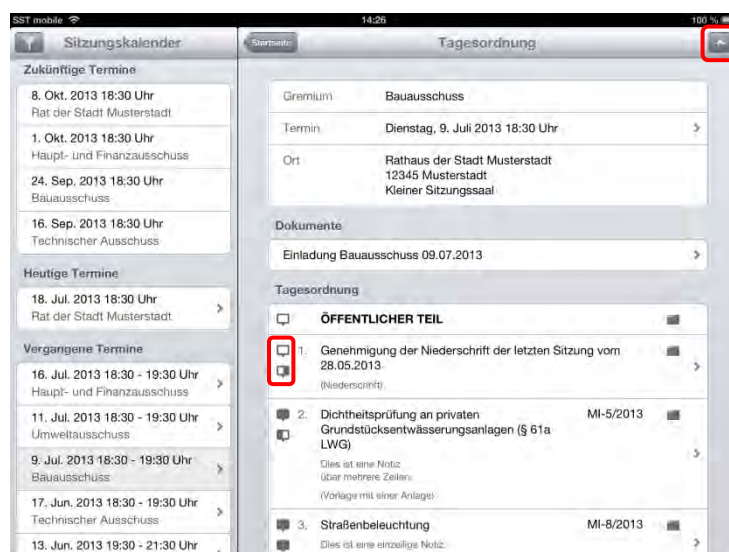 SST mobile
14:26
100 %
Sitzungskalender
Startseite
Tagesordnung
Zukünftige Termine
8. Okt. 2013 18:30 Uhr
Rat der Stadt Musterstadt
1. Okt. 2013 18:30 Uhr
Haupt- und Finanzausschuss
24. Sep. 2013 18:30 Uhr
Bauausschuss
16. Sep. 2013 18:30 Uhr
Technischer Ausschuss
Heutige Termine
18. Jul. 2013 18:30 Uhr
Rat der Stadt Musterstadt
Vergangene Termine
16. Jul. 2013 18:30 - 19:30 Uhr
Haupt- und Finanzausschuss
11. Jul. 2013 18:30 - 19:30 Uhr
Umweltausschuss
9. Jul. 2013 18:30 - 19:30 Uhr
Bauausschuss
17. Jun. 2013 18:30 - 19:30 Uhr
Technischer Ausschuss
13. Jun. 2013 19:30 - 21:30 Uhr
Gremium Bauausschuss
Termin Dienstag, 9. Juli 2013 18:30 Uhr
Ort Rathaus der Stadt Musterstadt
12345 Musterstadt
Kleiner Sitzungssaal
Dokumente
Einladung Bauausschuss 09.07.2013
Tagesordnung
ÖFFENTLICHER TEIL
1. Genehmigung der Niederschrift der letzten Sitzung vom
28.05.2013
(Niederschrift)
2. Dichtheitsprüfung an privaten MI-5/2013
Grundstücksentwässerungsanlagen (§ 61a
LWG)
Dies ist eine Notiz
über mehrere Zeilen.
(Vorlage mit einer Anlage)
3. Straßenbeleuchtung MI-8/2013
Dies ist eine einzeilige Notiz.